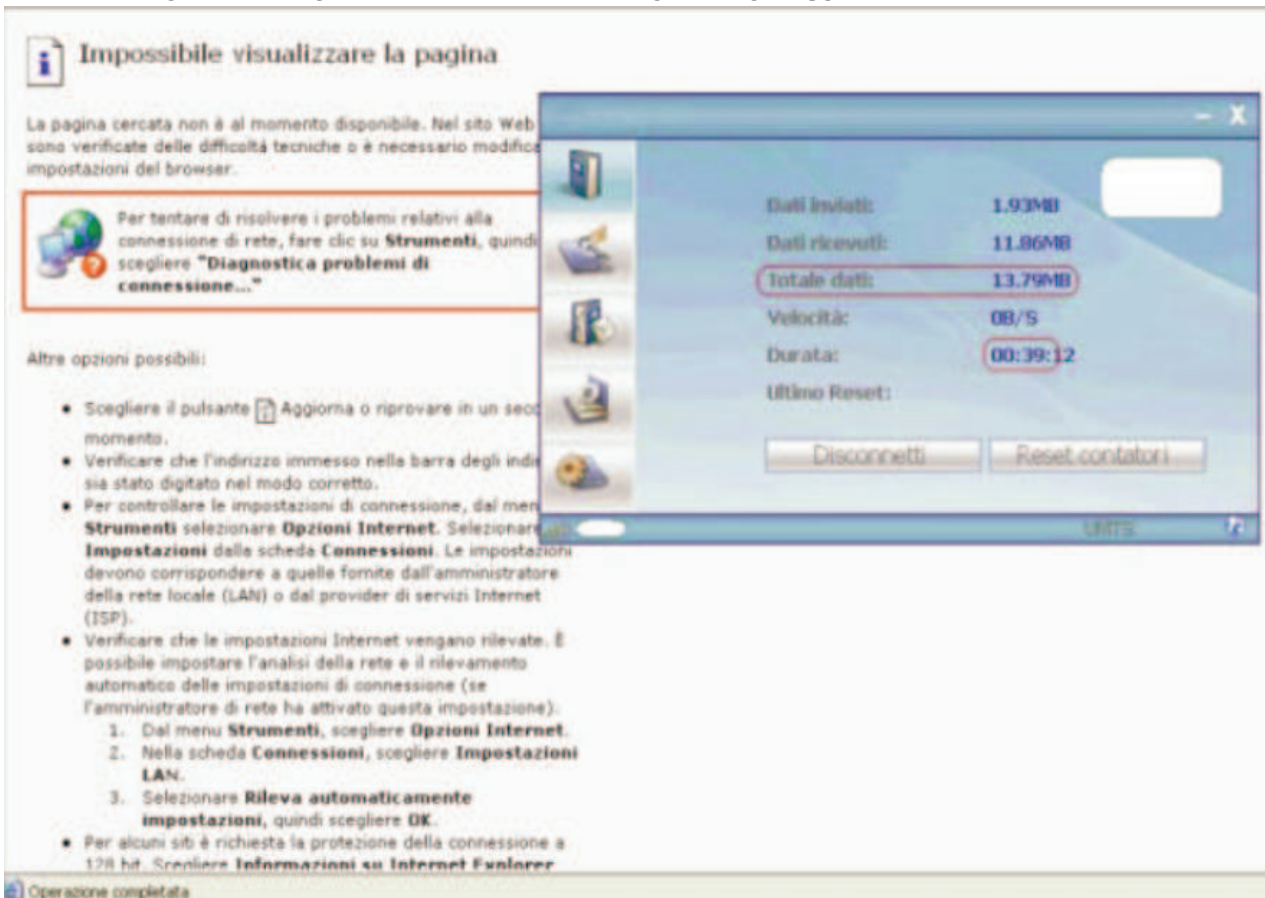 Impossibile visualizzare la pagina
La pagina cercata non è al momento disponibile. Nel sito Web
sono verificate delle difficoltá tecniche o è necessario modifica
impostazioni del browser.
Per tentare di risolvere i problemi relativi alla
connessione di rete, fare clic su Strumenti, quindi
scegliere "Diagnostica problemi di
connessione..."
Altre opzioni possibili:
Scegliere il pulsante Aggiorna o riprovare in un seco
momento.
Verificare che l'indirizzo immesso nella barra degli indi
sia stato digitato nel modo corretto.
Per controllare le impostazioni di connessione, dal men
Strumenti selezionare Opzioni Internet. Selezionare
Impostazioni dalla scheda Connessioni. Le impostazioni
devono corrispondere a quelle fornite dall'amministratore
della rete locale (LAN) o dal provider di servizi Internet
(ISP).
Verificare che le impostazioni Internet vengano rilevate. È
possibile impostare l'analisi della rete e il rilevamento
automatico delle impostazioni di connessione (se
l'amministratore di rete ha attivato questa impostazione).
1. Dal menu Strumenti, scegliere Opzioni Internet.
2. Nella scheda Connessioni, scegliere Impostazioni
LAN.
3. Selezionare Rileva automaticamente
impostazioni, quindi scegliere OK.
Per alcuni siti è richiesta la protezione della connessione a
128 bit. Scegliere Informazioni su Internet Explorer
Operazione completata
Dati inviati: 1.93MB
Dati ricevuti: 11.86MB
Totale dati: 13.79MB
Velocità: 0B/S
Durata: 00:39:12
Ultimo Reset:
Disconnetti Reset contatori
UMTS